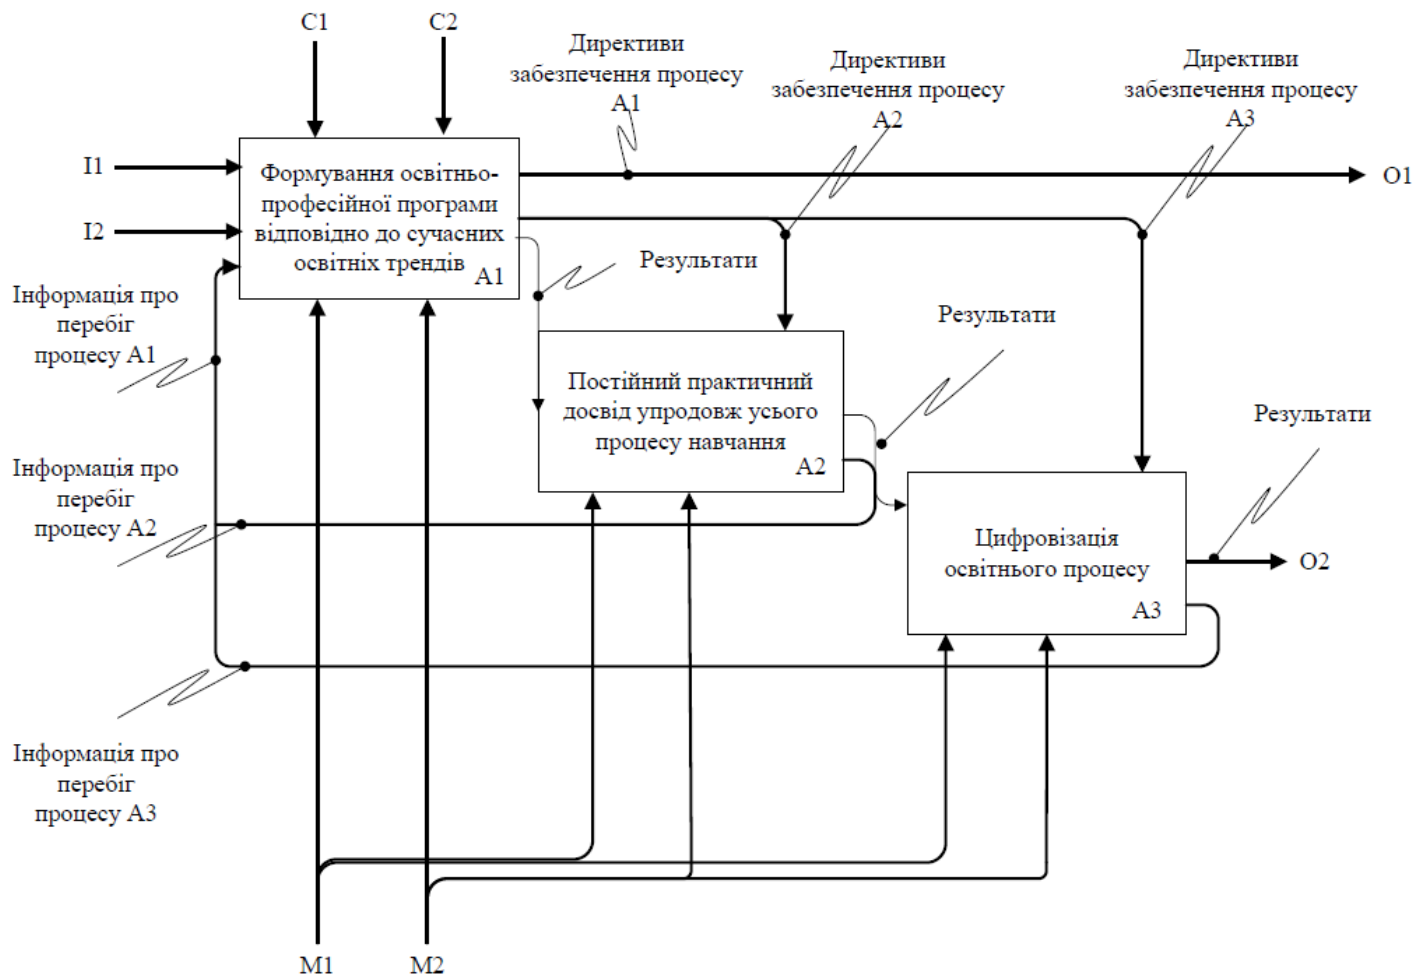 C1
C2
Директиви
забезпечення процесу
A1
Директиви
забезпечення процесу
A2
Директиви
забезпечення процесу
A3
I1
I2
Формування освітньо-
професійної програми
відповідно до сучасних
освітніх трендів
A1
O1
Результати
Інформація про
перебіг
процесу A1
Результати
Постійний практичний
досвід упродовж усього
процесу навчання
A2
Результати
Інформація про
перебіг
процесу A2
Цифровізація
освітнього процесу
A3
O2
Інформація про
перебіг
процесу A3
M1
M2